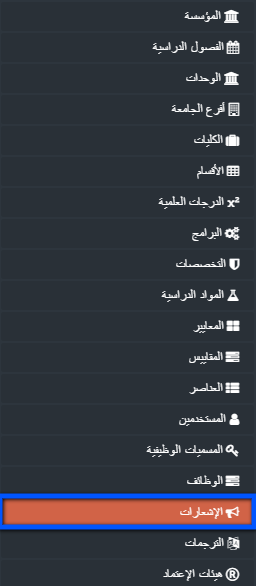 المؤسسة
الفصول الدراسية
الوحدات
أفرع الجامعة
الكليات
الأقسام
الدرجات العلمية
البرامج
التخصصات
المواد الدراسية
المعايير
المقاييس
العناصر
المستخدمين
المسميات الوظيفية
الوظائف
الإشعارات
الترجمات
هيئات الإعتماد